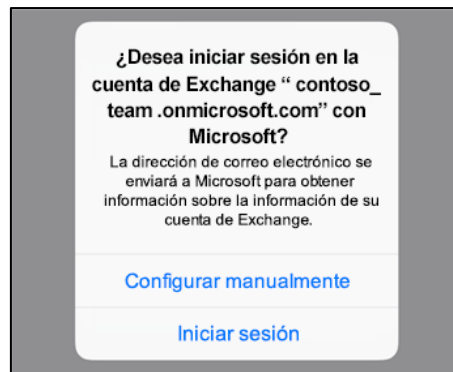 ¿Desea iniciar sesión en la
cuenta de Exchange “ contoso_
team .onmicrosoft.com” con
Microsoft?
La dirección de correo electrónico se
enviará a Microsoft para obtener
información sobre la información de su
cuenta de Exchange.
Configurar manualmente
Iniciar sesión